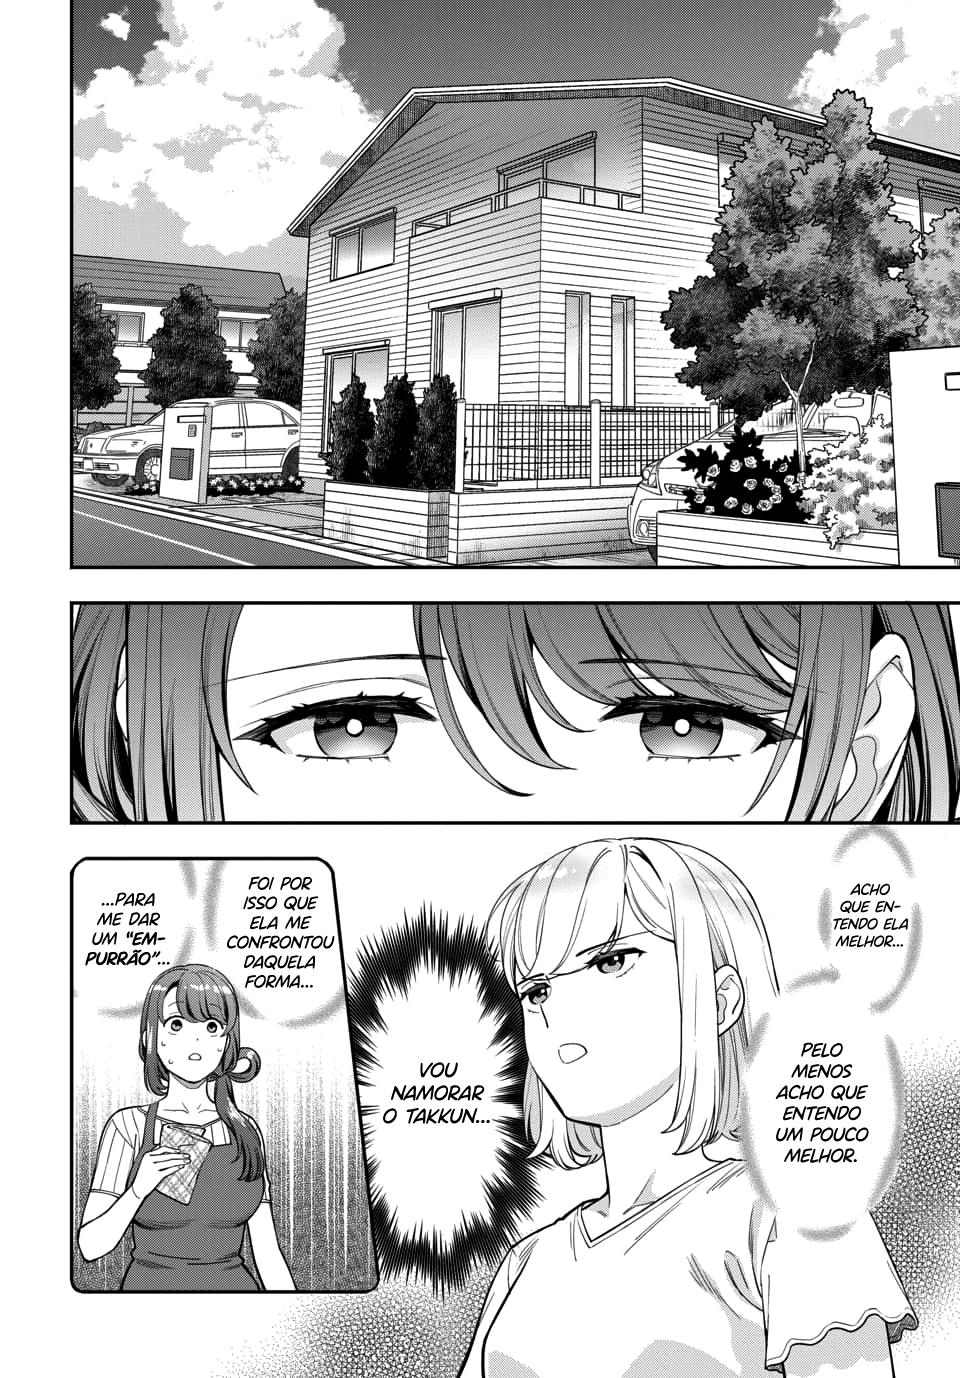 ACHO
QUE EN-
TENDO ELA
MELHOR...
PELO
MENOS
ACHO QUE
ENTENDO
UM POUCO
MELHOR.
VOU
NAMORAR
O TAKKUN...
FOI POR
ISSO QUE
ELA ME
CONFRONTOU
DAQUELA
FORMA...
...PARA
ME DAR
UM "EM-
PURRÃO"...